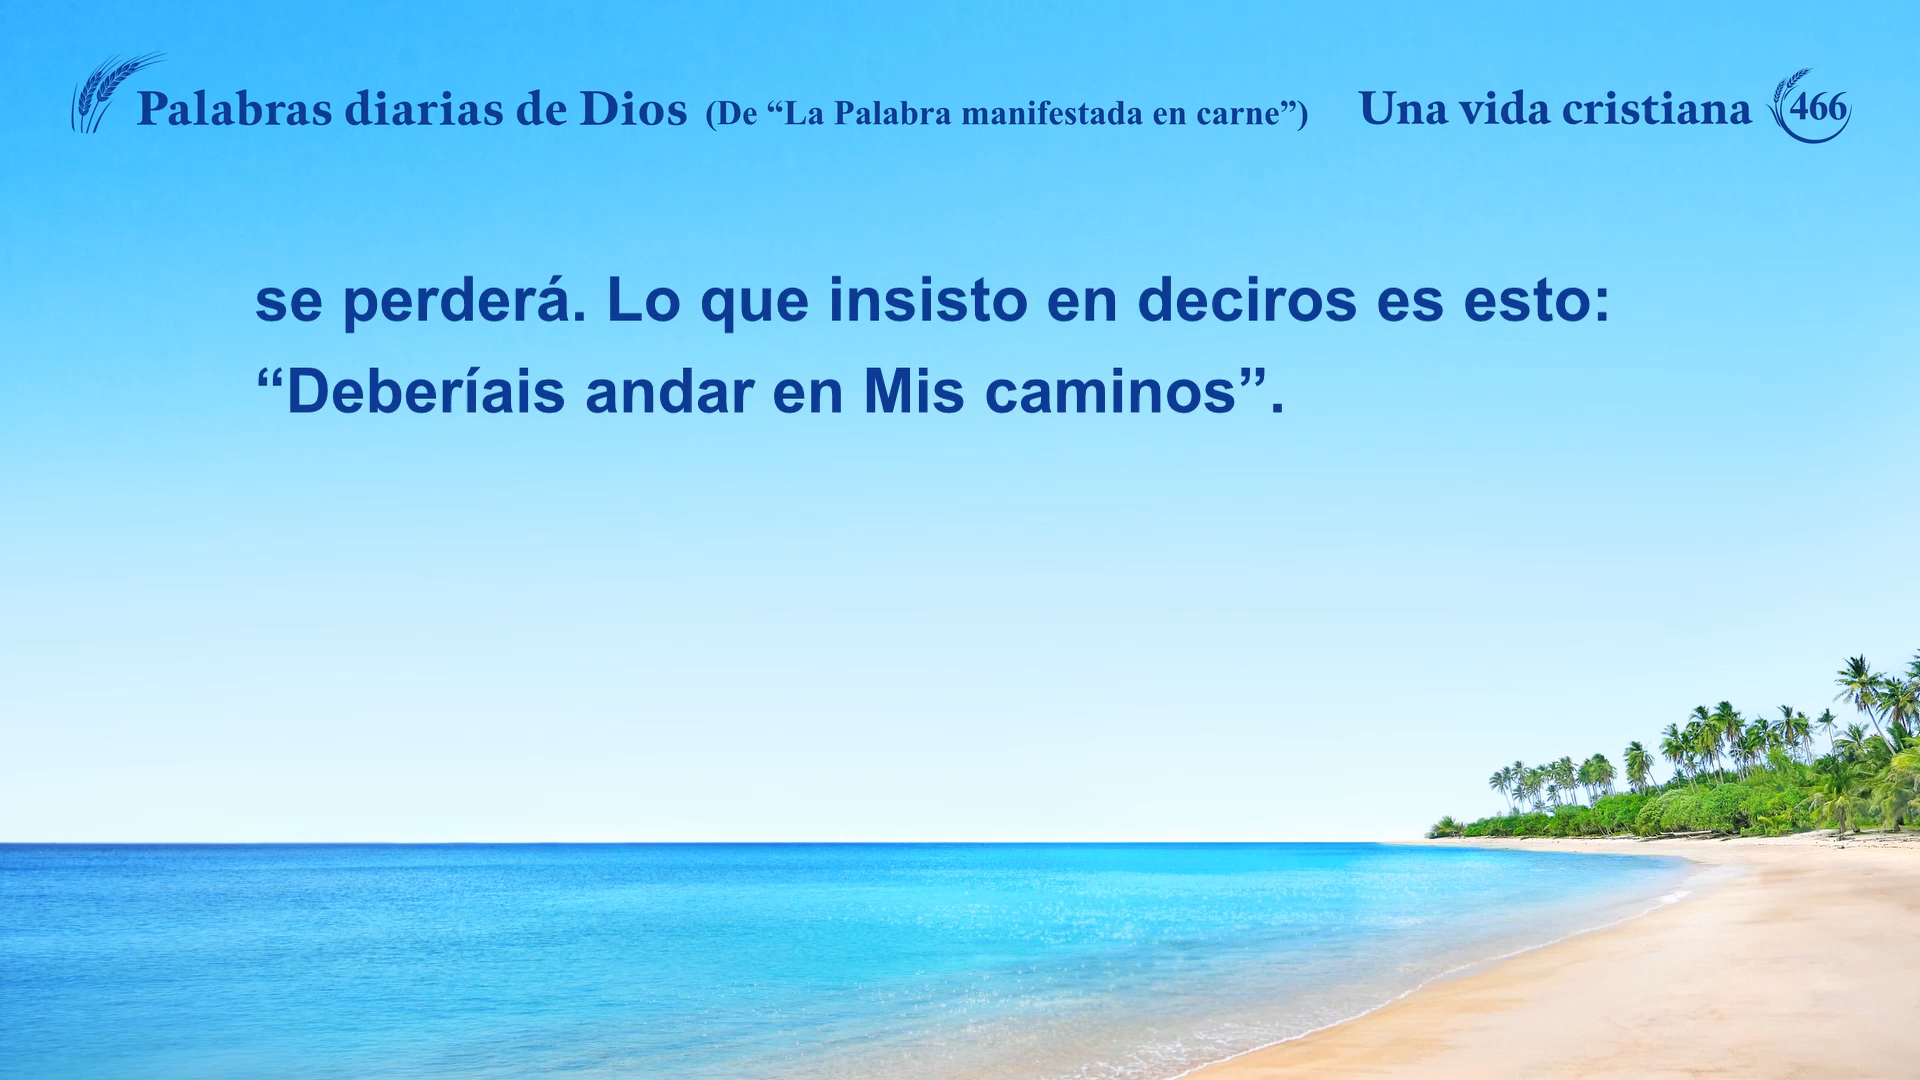 Palabras diarias de Dios (De “La Palabra manifestada en carne”) Una vida cristiana 466
se perderá. Lo que insisto en deciros es esto:
“Deberíais andar en Mis caminos”.